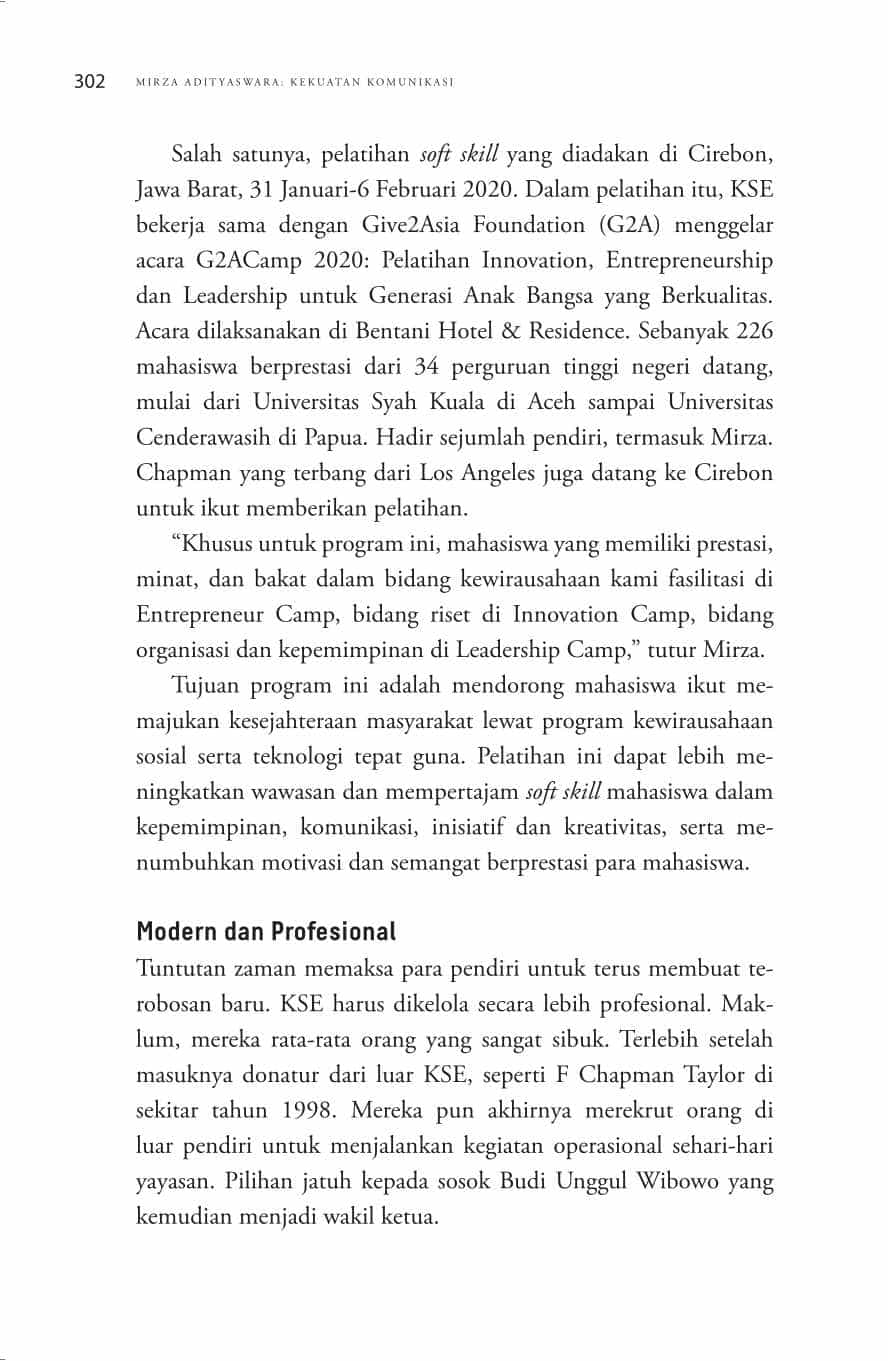 302 MIRZA ADITYASWARA: KEKUATAN KOMUNIKASI
Salah satunya, pelatihan soft skill yang diadakan di Cirebon,
Jawa Barat, 31 Januari-6 Februari 2020. Dalam pelatihan itu, KSE
bekerja sama dengan Give2Asia Foundation (G2A) menggelar
acara G2ACamp 2020: Pelatihan Innovation, Entrepreneurship
dan Leadership untuk Generasi Anak Bangsa yang Berkualitas.
Acara dilaksanakan di Bentani Hotel & Residence. Sebanyak 226
mahasiswa berprestasi dari 34 perguruan tinggi negeri datang,
mulai dari Universitas Syah Kuala di Aceh sampai Universitas
Cenderawasih di Papua. Hadir sejumlah pendiri, termasuk Mirza.
Chapman yang terbang dari Los Angeles juga datang ke Cirebon
untuk ikut memberikan pelatihan.
“Khusus untuk program ini, mahasiswa yang memiliki prestasi,
minat, dan bakat dalam bidang kewirausahaan kami fasilitasi di
Entrepreneur Camp, bidang riset di Innovation Camp, bidang
organisasi dan kepemimpinan di Leadership Camp,” tutur Mirza.
Tujuan program ini adalah mendorong mahasiswa ikut me-
majukan kesejahteraan masyarakat lewat program kewirausahaan
sosial serta teknologi tepat guna. Pelatihan ini dapat lebih me-
ningkatkan wawasan dan mempertajam soft skill mahasiswa dalam
kepemimpinan, komunikasi, inisiatif dan kreativitas, serta me-
numbuhkan motivasi dan semangat berprestasi para mahasiswa.
Modern dan Profesional
Tuntutan zaman memaksa para pendiri untuk terus membuat te-
robosan baru. KSE harus dikelola secara lebih profesional. Mak-
lum, mereka rata-rata orang yang sangat sibuk. Terlebih setelah
masuknya donatur dari luar KSE, seperti F Chapman Taylor di
sekitar tahun 1998. Mereka pun akhirnya merekrut orang di
luar pendiri untuk menjalankan kegiatan operasional sehari-hari
yayasan. Pilihan jatuh kepada sosok Budi Unggul Wibowo yang
kemudian menjadi wakil ketua.